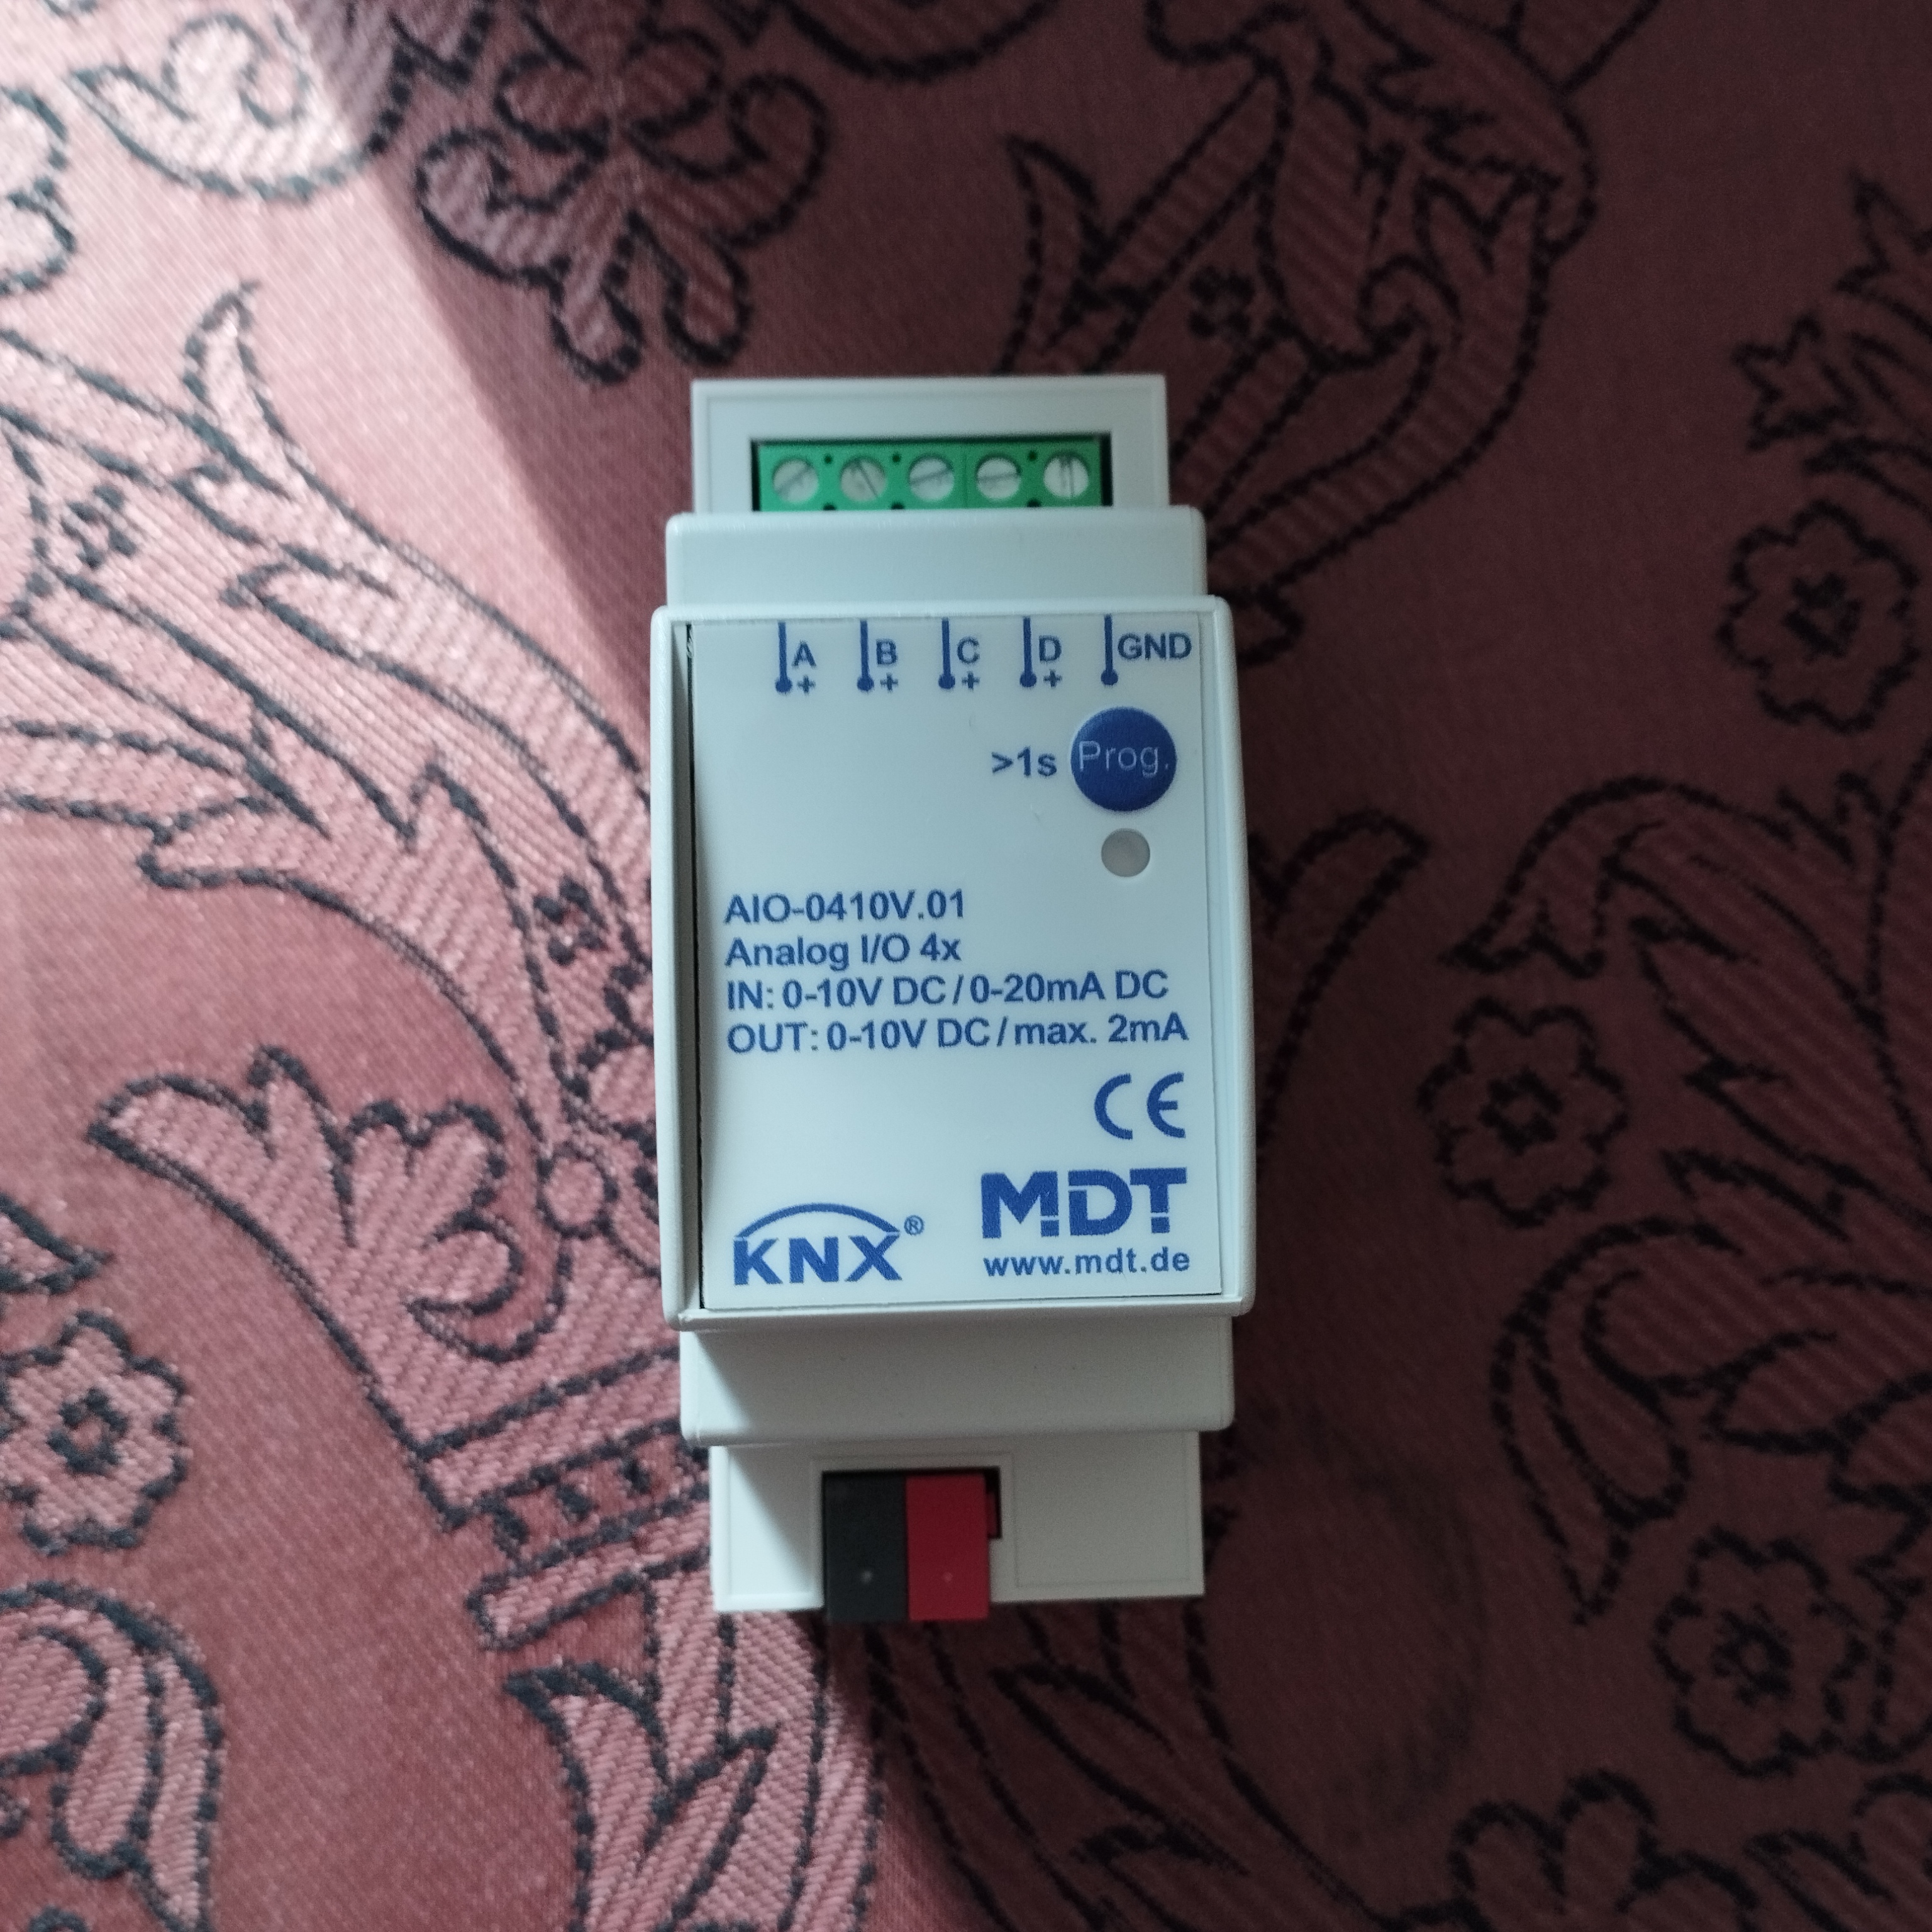 A B C D GND
+ + + +
>1s Prog.
AIO-0410V.01
Analog I/O 4x
IN: 0-10V DC / 0-20mA DC
OUT: 0-10V DC / max. 2mA
CE
MDT
KNX®
www.mdt.de